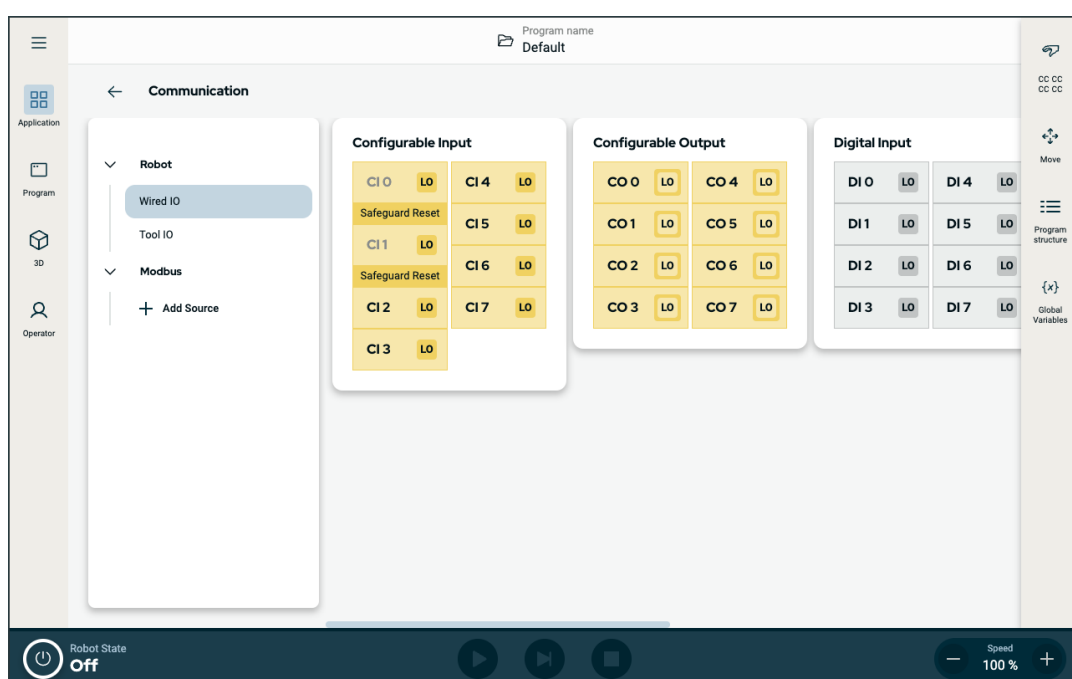 Program name
Default
Communication
Application
Program
3D
Operator
Robot
Wired IO
Tool IO
Modbus
Add Source
Configurable Input
CI 0 LO CI 4 LO
Safeguard Reset
CI 5 LO
CI 1 LO
CI 6 LO
Safeguard Reset
CI 2 LO CI 7 LO
CI 3 LO
Configurable Output
CO 0 LO CO 4 LO
CO 1 LO CO 5 LO
CO 2 LO CO 6 LO
CO 3 LO CO 7 LO
Digital Input
DI 0 LO DI 4 LO
DI 1 LO DI 5 LO
DI 2 LO DI 6 LO
DI 3 LO DI 7 LO
CC CC
CC CC
Move
Program
structure
{x}
Global
Variables
Robot State
Off
Speed
100 %